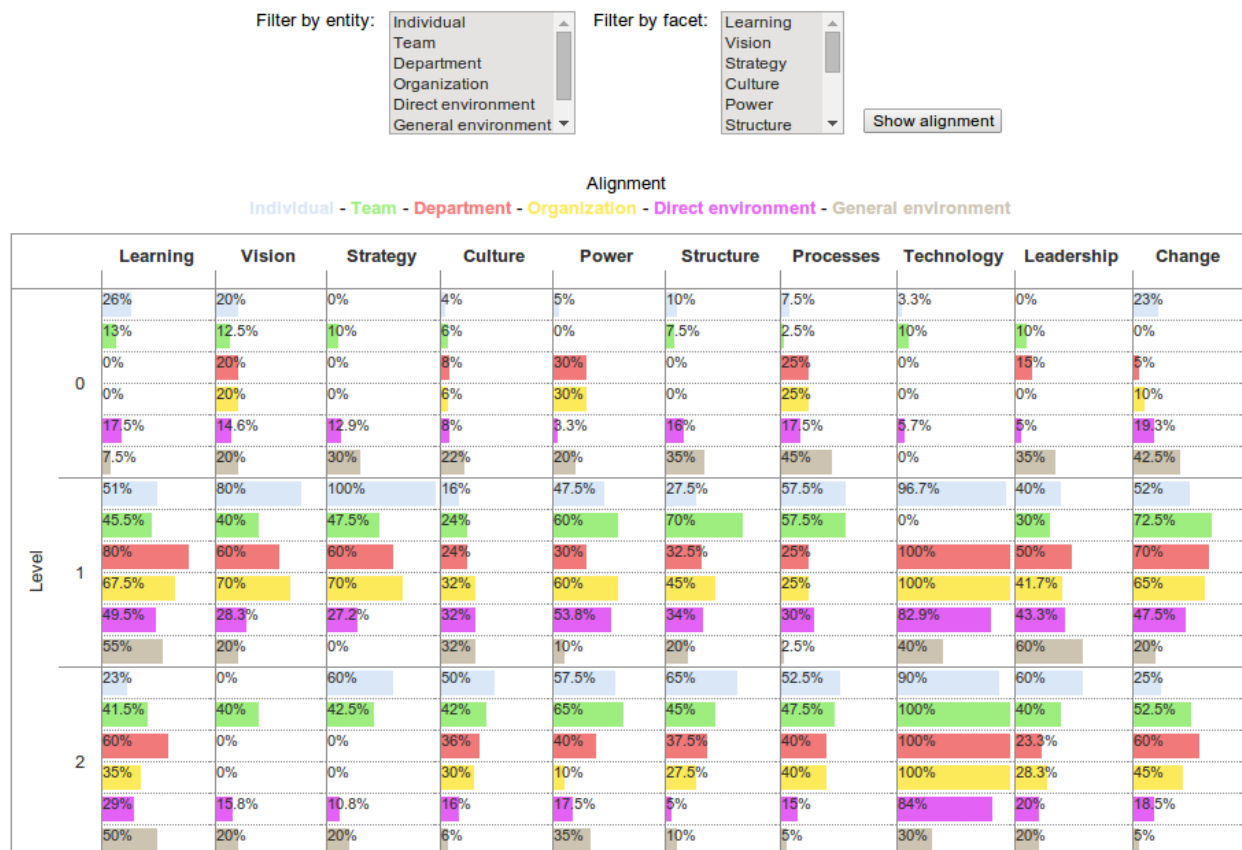 Filter by entity: Individual Team Department Organization Direct environment General environment
Filter by facet: Learning Vision Strategy Culture Power Structure
Show alignment
Alignment
Individual - Team - Department - Organization - Direct environment - General environment
Learning Vision Strategy Culture Power Structure Processes Technology Leadership Change
Level
0
26% 20% 0% 4% 5% 10% 7.5% 3.3% 0% 23%
13% 12.5% 10% 6% 0% 7.5% 2.5% 10% 10% 0%
0% 20% 0% 8% 30% 0% 25% 0% 15% 5%
0% 20% 0% 6% 30% 0% 25% 0% 0% 10%
17.5% 14.6% 12.9% 8% 3.3% 16% 17.5% 5.7% 5% 19.3%
7.5% 20% 30% 22% 20% 35% 45% 0% 35% 42.5%
1
51% 80% 100% 16% 47.5% 27.5% 57.5% 96.7% 40% 52%
45.5% 40% 47.5% 24% 60% 70% 57.5% 0% 30% 72.5%
80% 60% 60% 24% 30% 32.5% 25% 100% 50% 70%
67.5% 70% 70% 32% 60% 45% 25% 100% 41.7% 65%
49.5% 28.3% 27.2% 32% 53.8% 34% 30% 82.9% 43.3% 47.5%
55% 20% 0% 32% 10% 20% 2.5% 40% 60% 20%
2
23% 0% 60% 50% 57.5% 65% 52.5% 90% 60% 25%
41.5% 40% 42.5% 42% 65% 45% 47.5% 100% 40% 52.5%
60% 0% 0% 36% 40% 37.5% 40% 100% 23.3% 60%
35% 0% 0% 30% 10% 27.5% 40% 100% 28.3% 45%
29% 15.8% 10.8% 16% 17.5% 5% 15% 84% 20% 18.5%
50% 20% 20% 6% 35% 10% 5% 30% 20% 5%